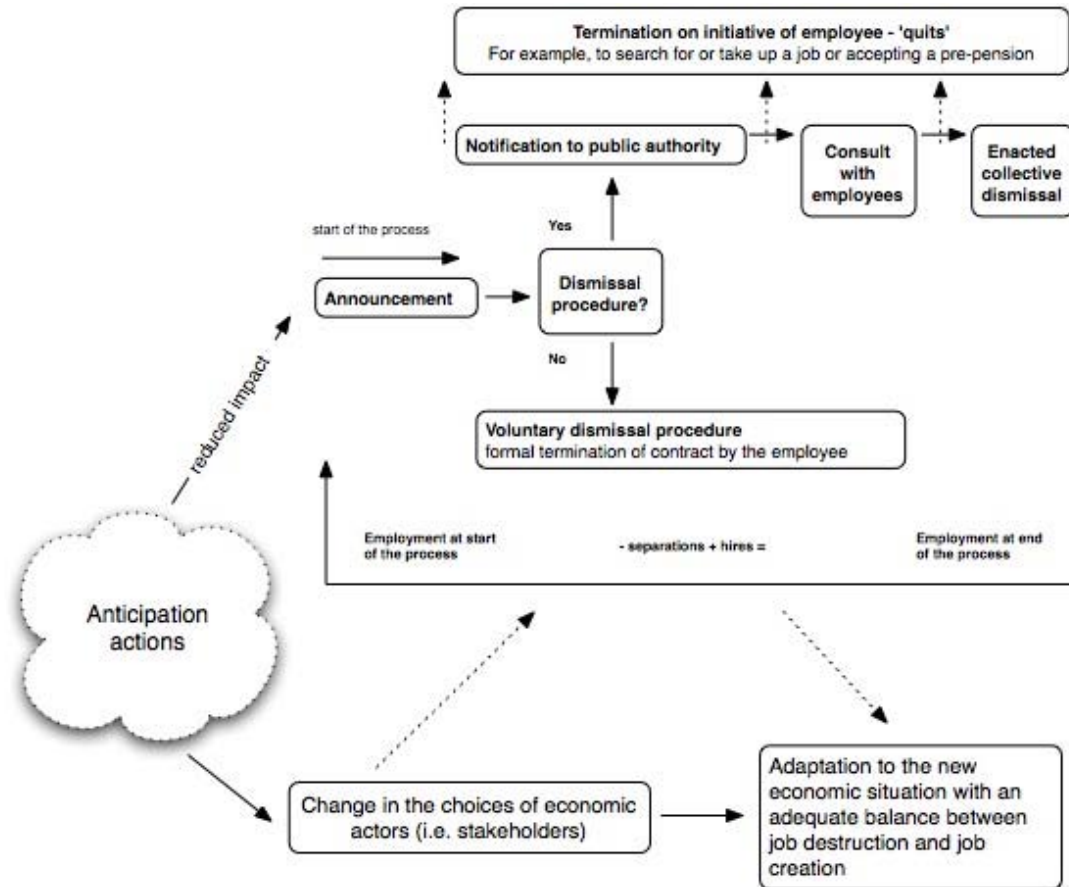 Termination on initiative of employee - 'quits'
For example, to search for or take up a job or accepting a pre-pension
Notification to public authority
Consult
with
employees
Enacted
collective
dismissal
Yes
start of the process
Announcement
Dismissal
procedure?
No
reduced impact
Voluntary dismissal procedure
formal termination of contract by the employee
Employment at start
of the process
- separations + hires =
Employment at end
of the process
Anticipation
actions
Change in the choices of economic
actors (i.e. stakeholders)
Adaptation to the new
economic situation with an
adequate balance between
job destruction and job
creation